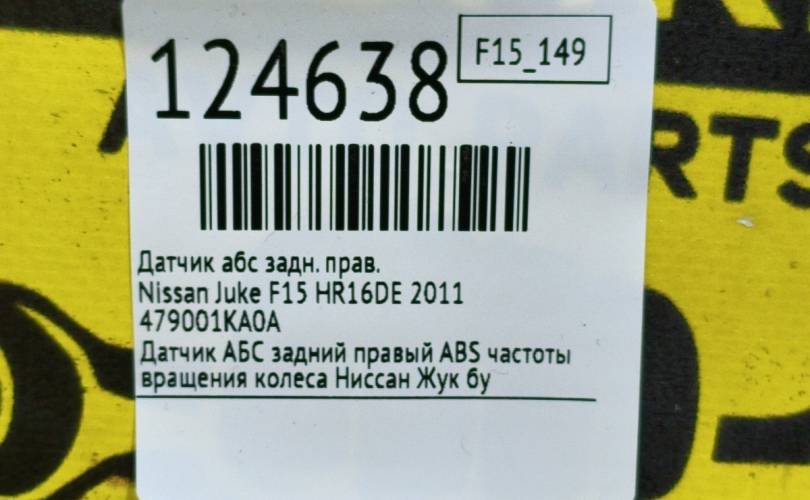 124638
F15_149
RTS
Датчик абс задн. прав.
Nissan Juke F15 HR16DE 2011
479001KA0A
Датчик АБС задний правый ABS частоты
вращения колеса Ниссан Жук бу